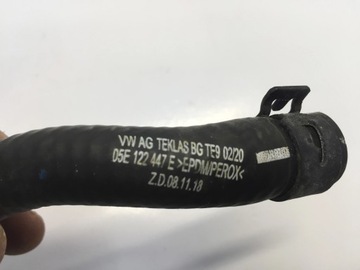 VW AG TEKLAS BG TE9 02/20
05E 122 447 E >EPDM/PEROX<
Z.D.08.11.18